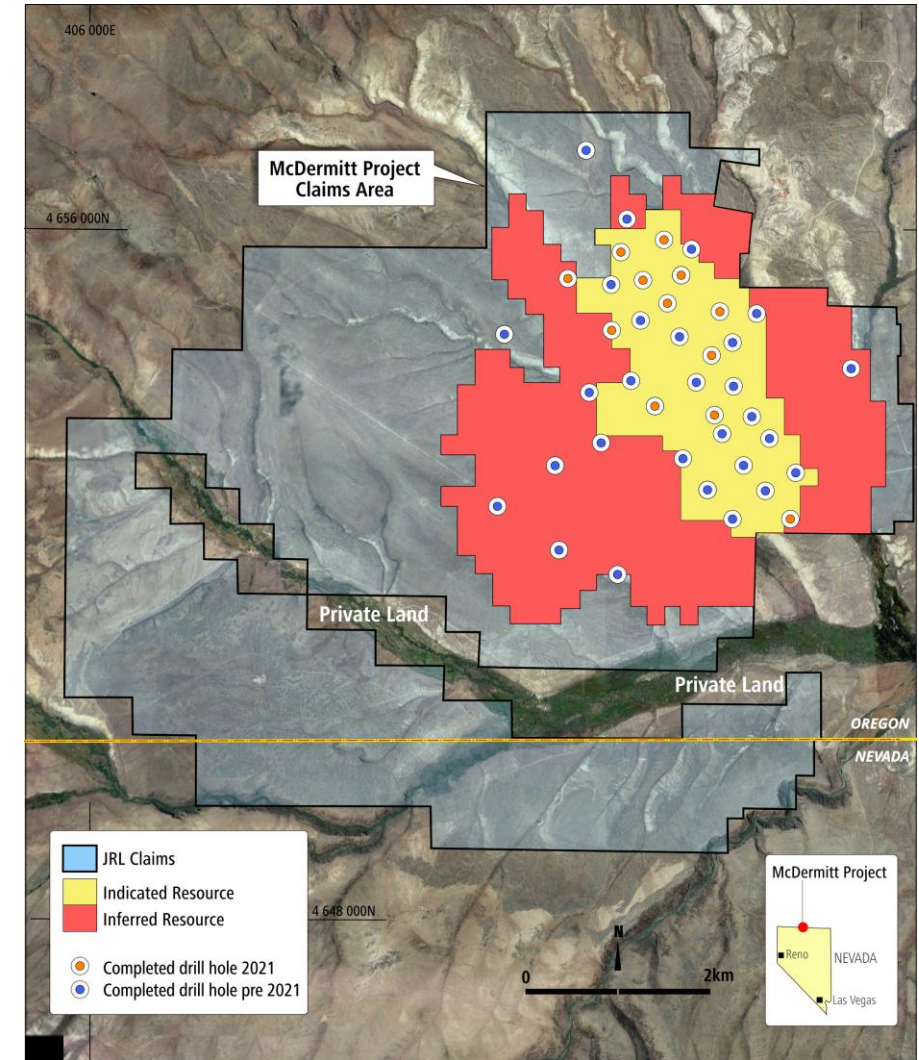 406 000E
McDermitt Project
Claims Area
4 656 000N
Private Land
Private Land
OREGON
NEVADA
JRL Claims
Indicated Resource
Inferred Resource
Completed drill hole 2021
Completed drill hole pre 2021
4 648 000N
N
0
2km
McDermitt Project
Reno
NEVADA
Las Vegas